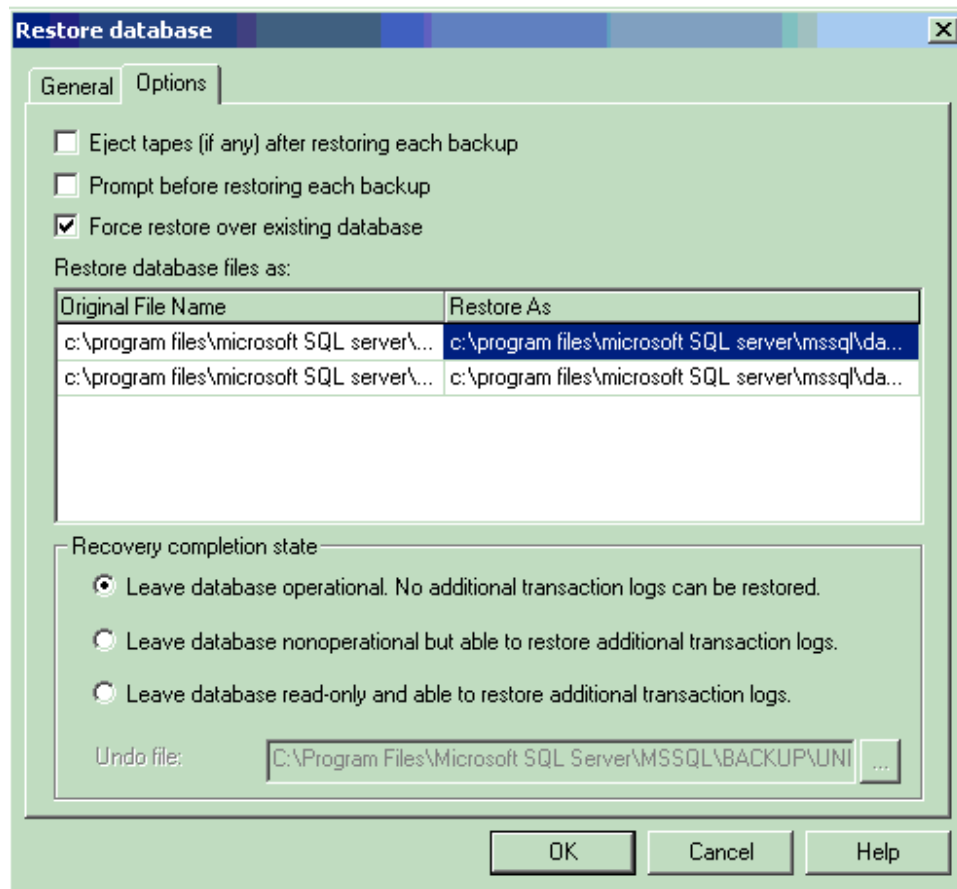 Restore database
General Options
Eject tapes (if any) after restoring each backup
Prompt before restoring each backup
Force restore over existing database
Restore database files as:
Original File Name Restore As
c:\program files\microsoft SQL server\... c:\program files\microsoft SQL server\mssql\da...
c:\program files\microsoft SQL server\... c:\program files\microsoft SQL server\mssql\da...
Recovery completion state
Leave database operational. No additional transaction logs can be restored.
Leave database nonoperational but able to restore additional transaction logs.
Leave database read-only and able to restore additional transaction logs.
Undo file: C:\Program Files\Microsoft SQL Server\MSSQL\BACKUP\UNI ...
OK Cancel Help